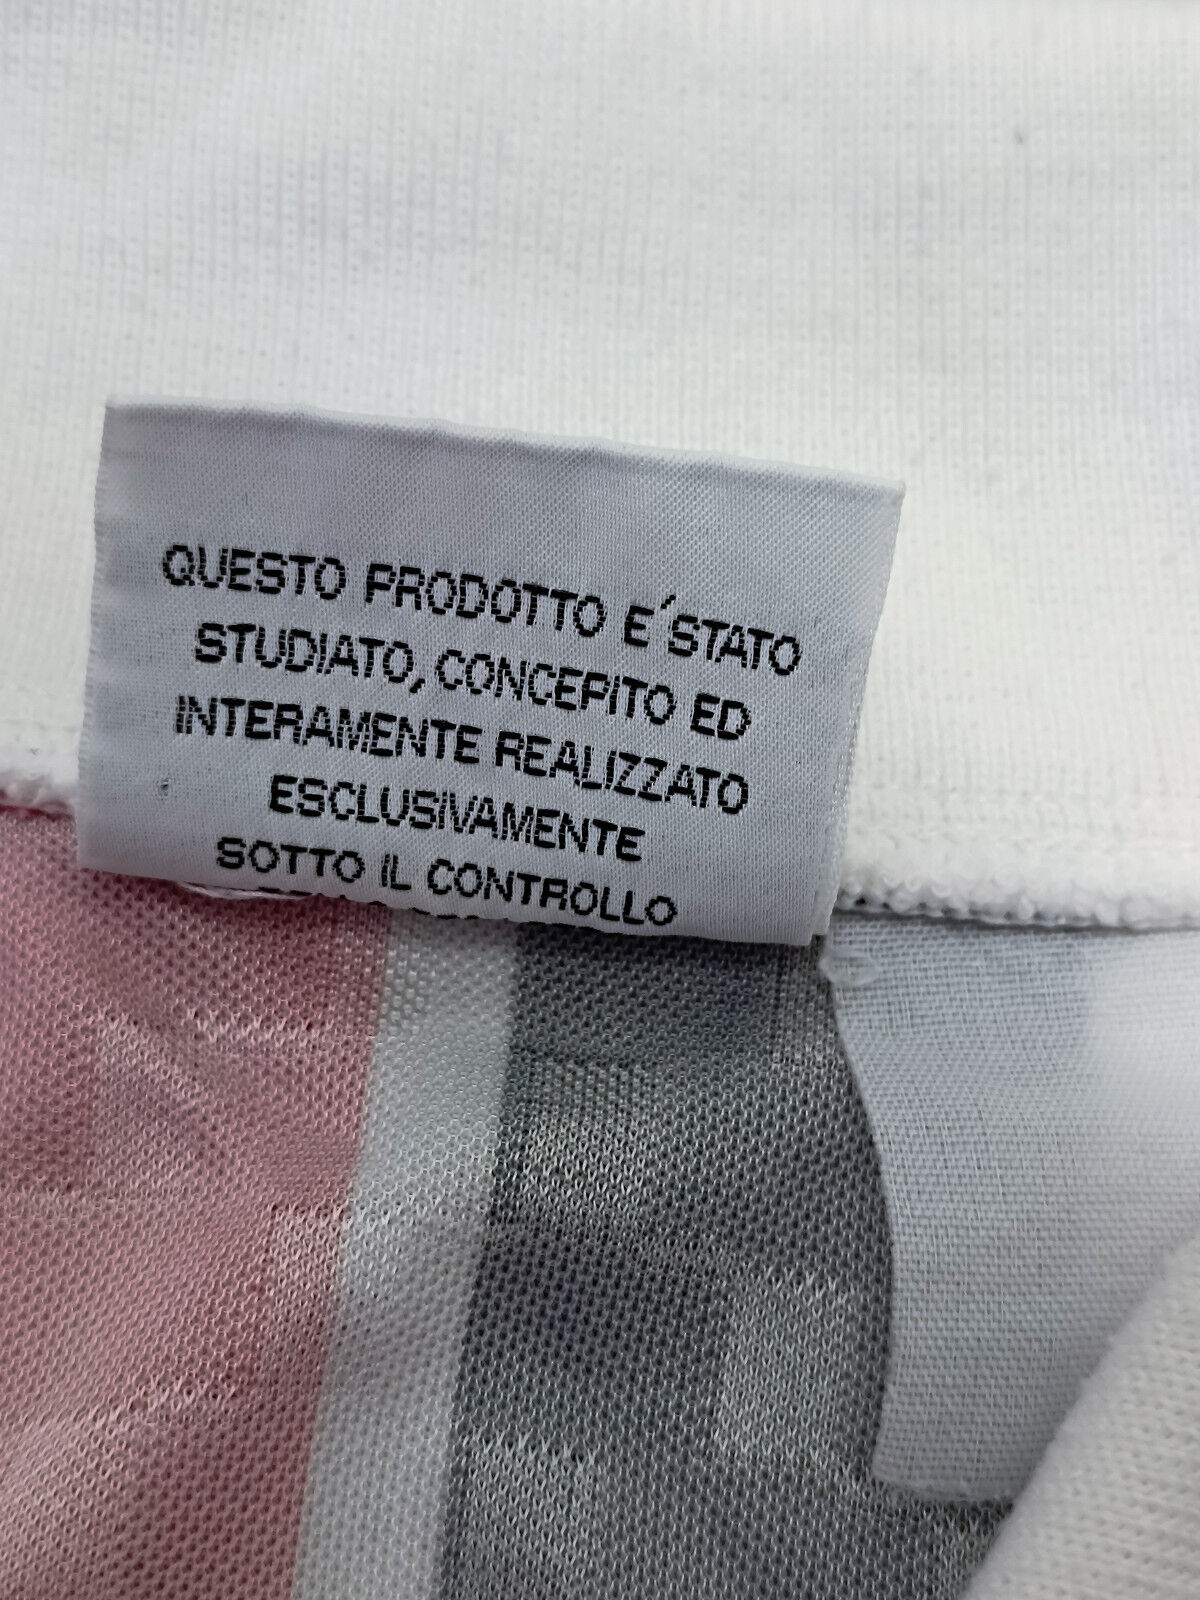 QUESTO PRODOTTO E´STATO
STUDIATO, CONCEPITO ED
INTERAMENTE REALIZZATO
ESCLUSIVAMENTE
SOTTO IL CONTROLLO